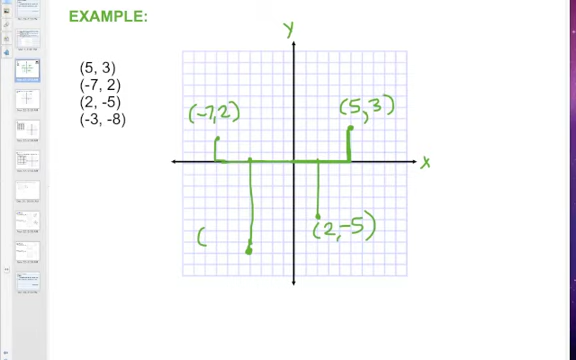 EXAMPLE:
(5, 3)
(-7, 2)
(2, -5)
(-3, -8)
y
(-7,2)
(5,3)
x
(2,-5)
(